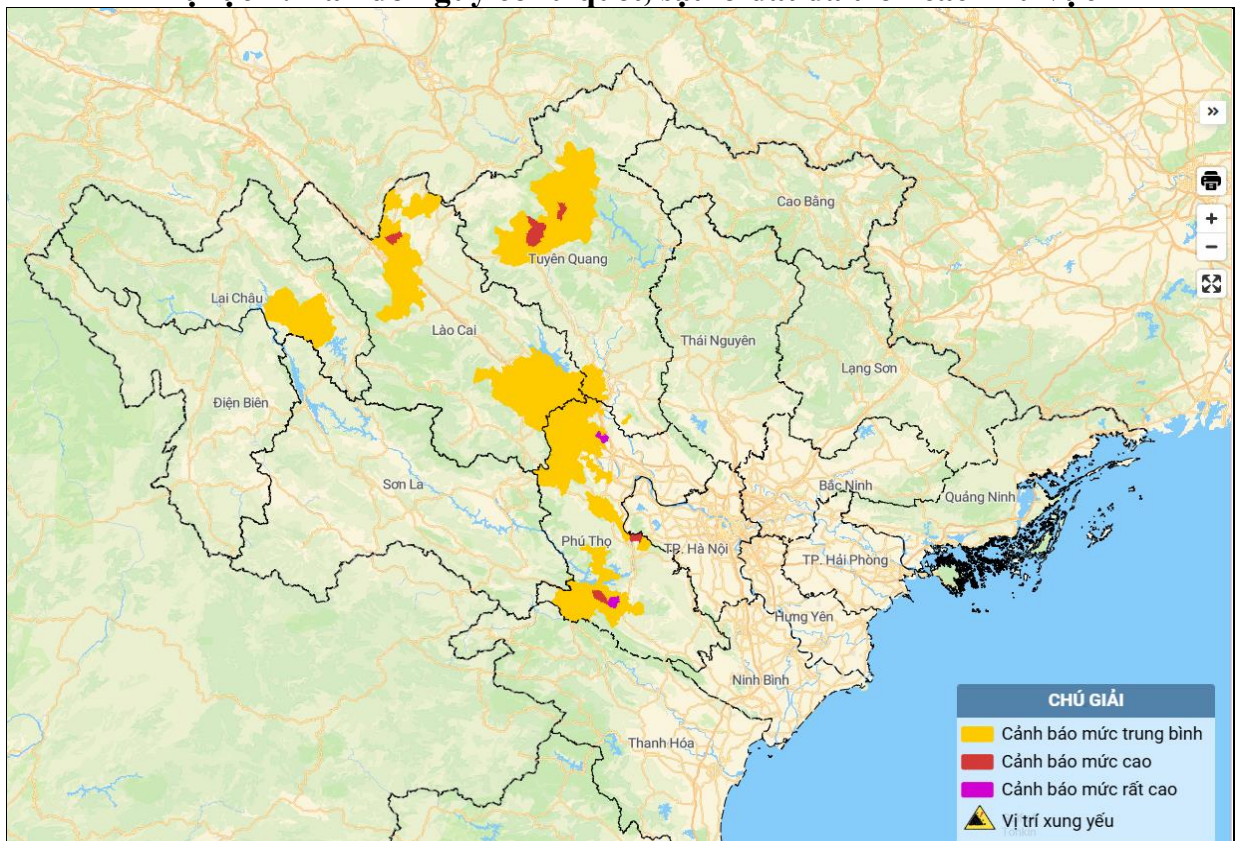 Cao Bằng
Tuyên Quang
Lai Châu
Lào Cai
Thái Nguyên
Lạng Sơn
Điện Biên
Sơn La
Bắc Ninh
Quảng Ninh
Phú Thọ
TP. Hà Nội
TP. Hải Phòng
Hưng Yên
Ninh Bình
Thanh Hóa
CHÚ GIẢI
Cảnh báo mức trung bình
Cảnh báo mức cao
Cảnh báo mức rất cao
Vị trí xung yếu